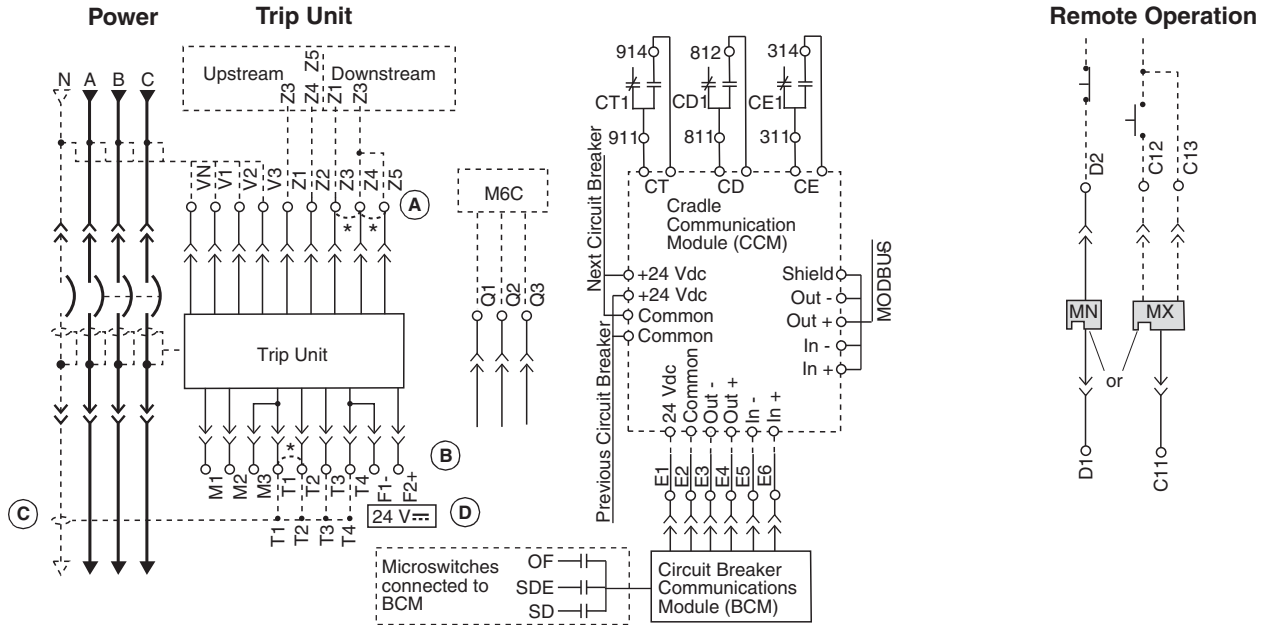 Power
Trip Unit
Remote Operation
N A B C
Upstream
Downstream
Z3
Z4 Z5
Z1
Z3
VN
V1
V2
V3
Z1
Z2
Z3
Z4
Z5
A
* *
Trip Unit
*
M1
M2
M3
T1
T2
T3
T4
F1-
F2+
B
C
24 V
D
T1
T2
T3
T4
M6C
Q1
Q2
Q3
914 812 314
CT1 CD1 CE1
911 811 311
CT CD CE
Cradle
Communication
Module (CCM)
Next Circuit Breaker
Previous Circuit Breaker
+24 Vdc
+24 Vdc
Common
Common
Shield
Out -
Out +
In -
In +
MODBUS
24 Vdc
Common
Out -
Out +
In -
In +
E1
E2
E3
E4
E5
E6
Microswitches
connected to
BCM
OF
SDE
SD
Circuit Breaker
Communications
Module (BCM)
D2
C12
C13
MN
MX
or
D1
C11